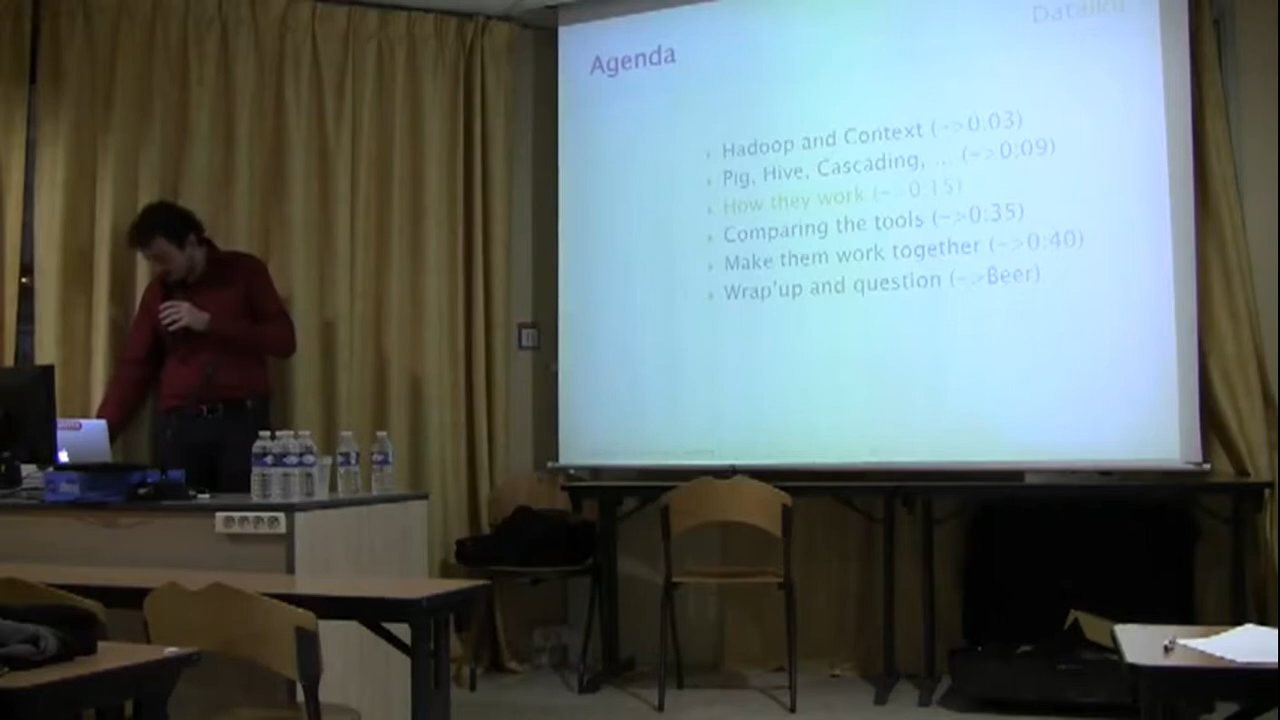 Dataiku
Agenda
Hadoop and Context (->0:03)
Pig, Hive, Cascading, ... (->0:09)
How they work (->0:15)
Comparing the tools (->0:35)
Make them work together (->0:40)
Wrap'up and question (->Beer)